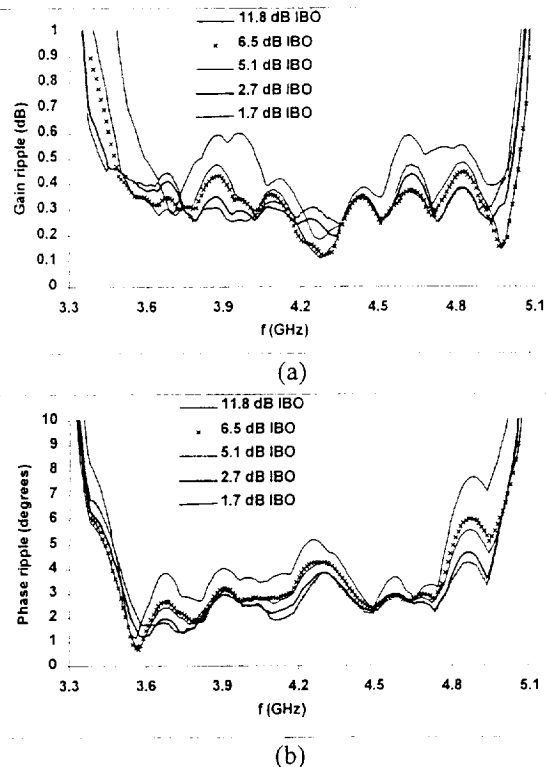 11.8 dB IBO
6.5 dB IBO
5.1 dB IBO
2.7 dB IBO
1.7 dB IBO
Gain ripple (dB)
1
0.9
0.8
0.7
0.6
0.5
0.4
0.3
0.2
0.1
0
3.3 3.6 3.9 4.2 4.5 4.8 5.1
f (GHz)
(a)
11.8 dB IBO
6.5 dB IBO
5.1 dB IBO
2.7 dB IBO
1.7 dB IBO
Phase ripple (degrees)
10
9
8
7
6
5
4
3
2
1
0
3.3 3.6 3.9 4.2 4.5 4.8 5.1
f (GHz)
(b)